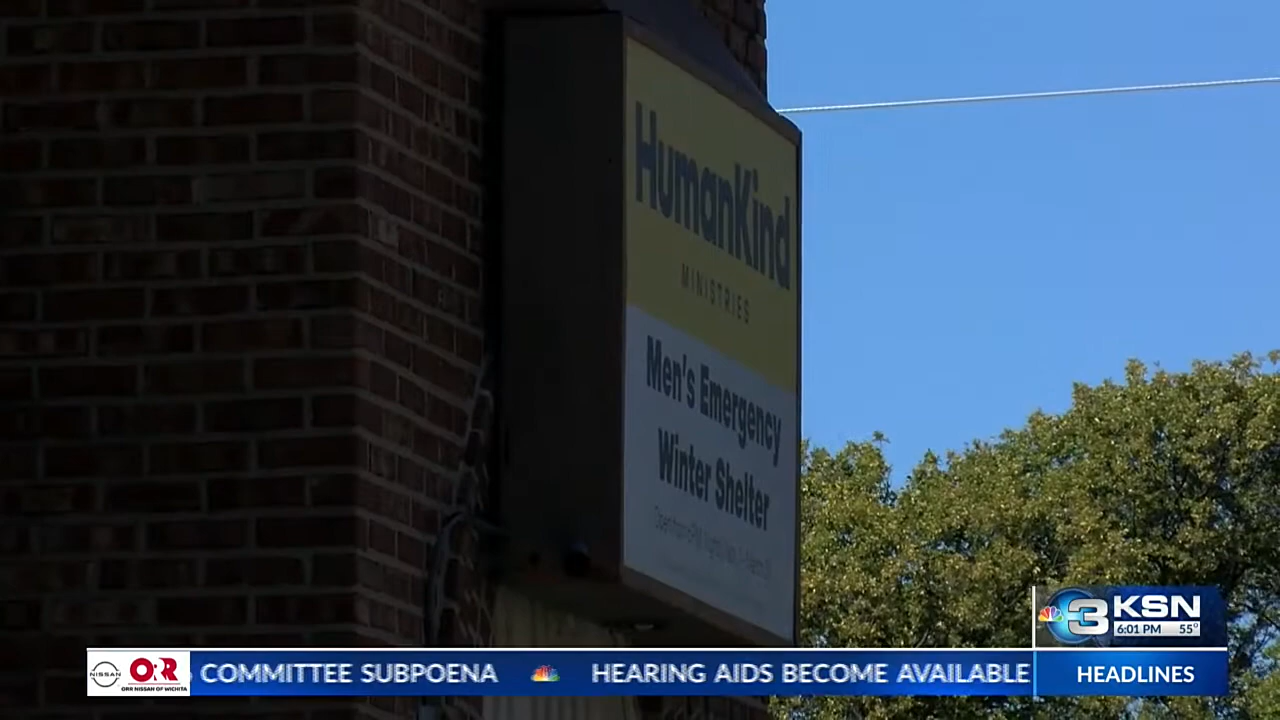 HumanKind
MINISTRIES
Men's Emergency
Winter Shelter
3 KSN
6:01 PM 55°
NISSAN
ORR
ORR NISSAN OF WICHITA
COMMITTEE SUBPOENA
HEARING AIDS BECOME AVAILABLE
HEADLINES